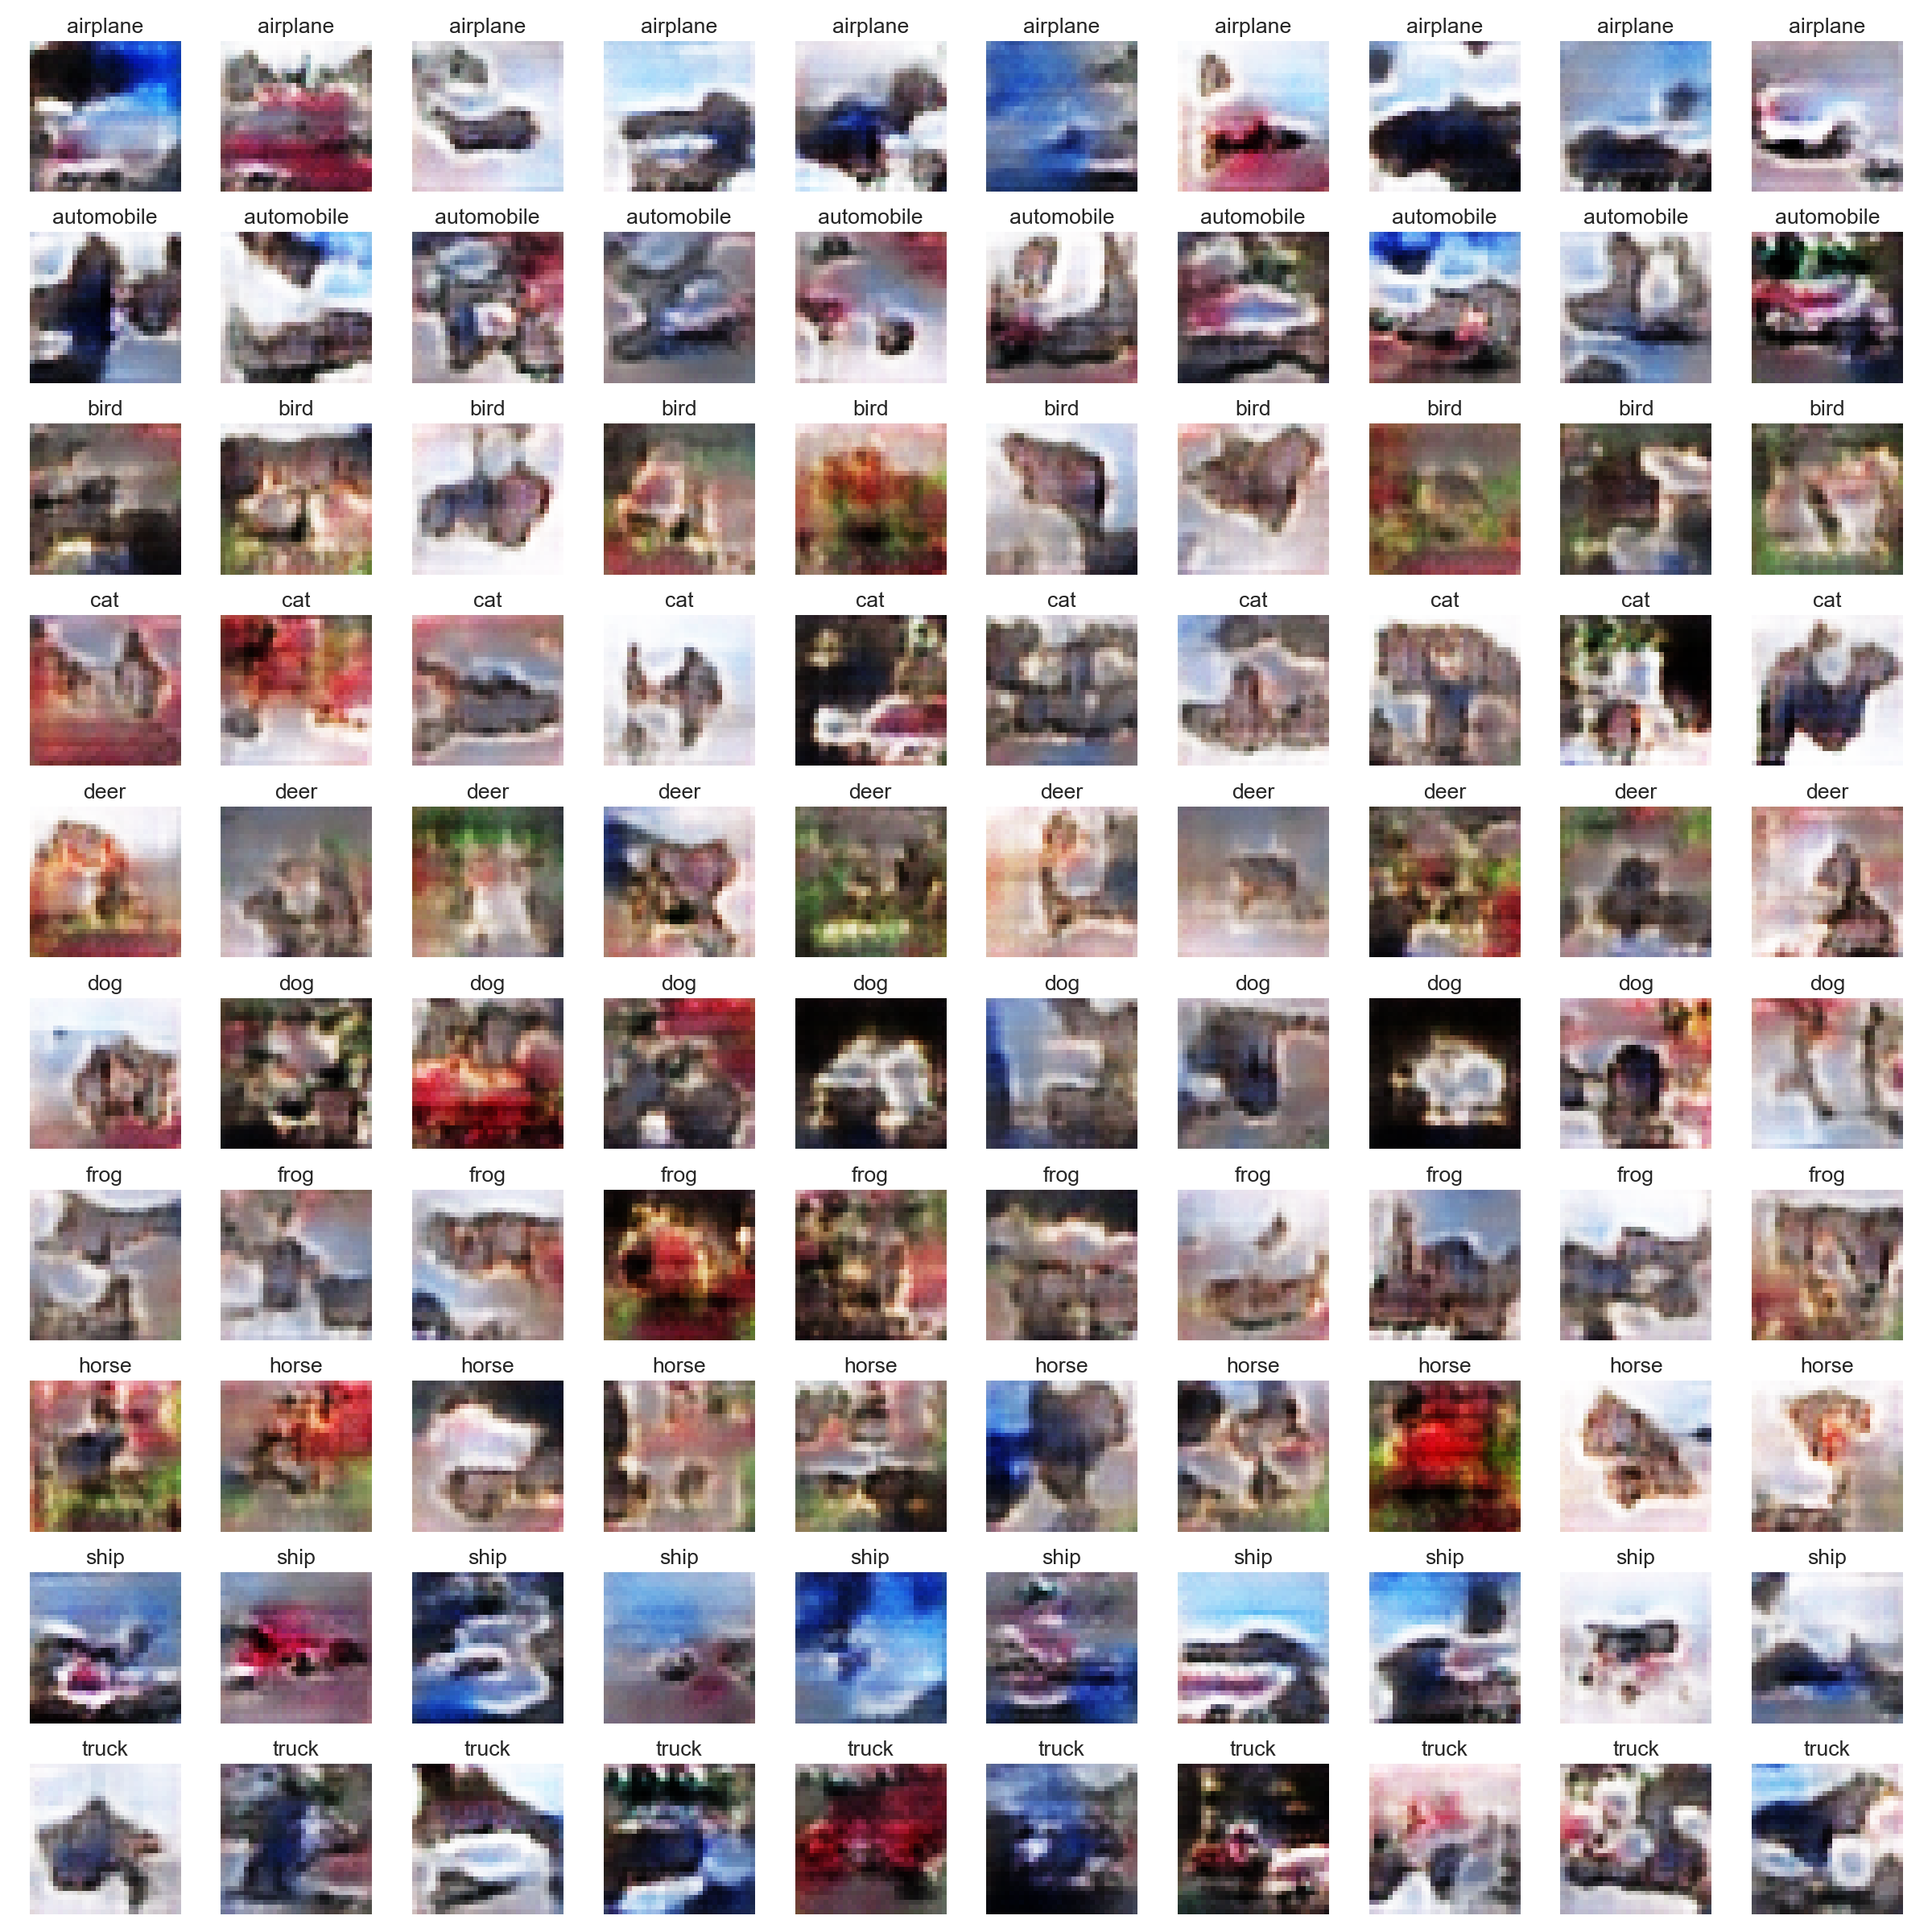 airplane airplane airplane airplane airplane airplane airplane airplane airplane airplane
automobile automobile automobile automobile automobile automobile automobile automobile automobile automobile
bird bird bird bird bird bird bird bird bird bird
cat cat cat cat cat cat cat cat cat cat
deer deer deer deer deer deer deer deer deer deer
dog dog dog dog dog dog dog dog dog dog
frog frog frog frog frog frog frog frog frog frog
horse horse horse horse horse horse horse horse horse horse
ship ship ship ship ship ship ship ship ship ship
truck truck truck truck truck truck truck truck truck truck